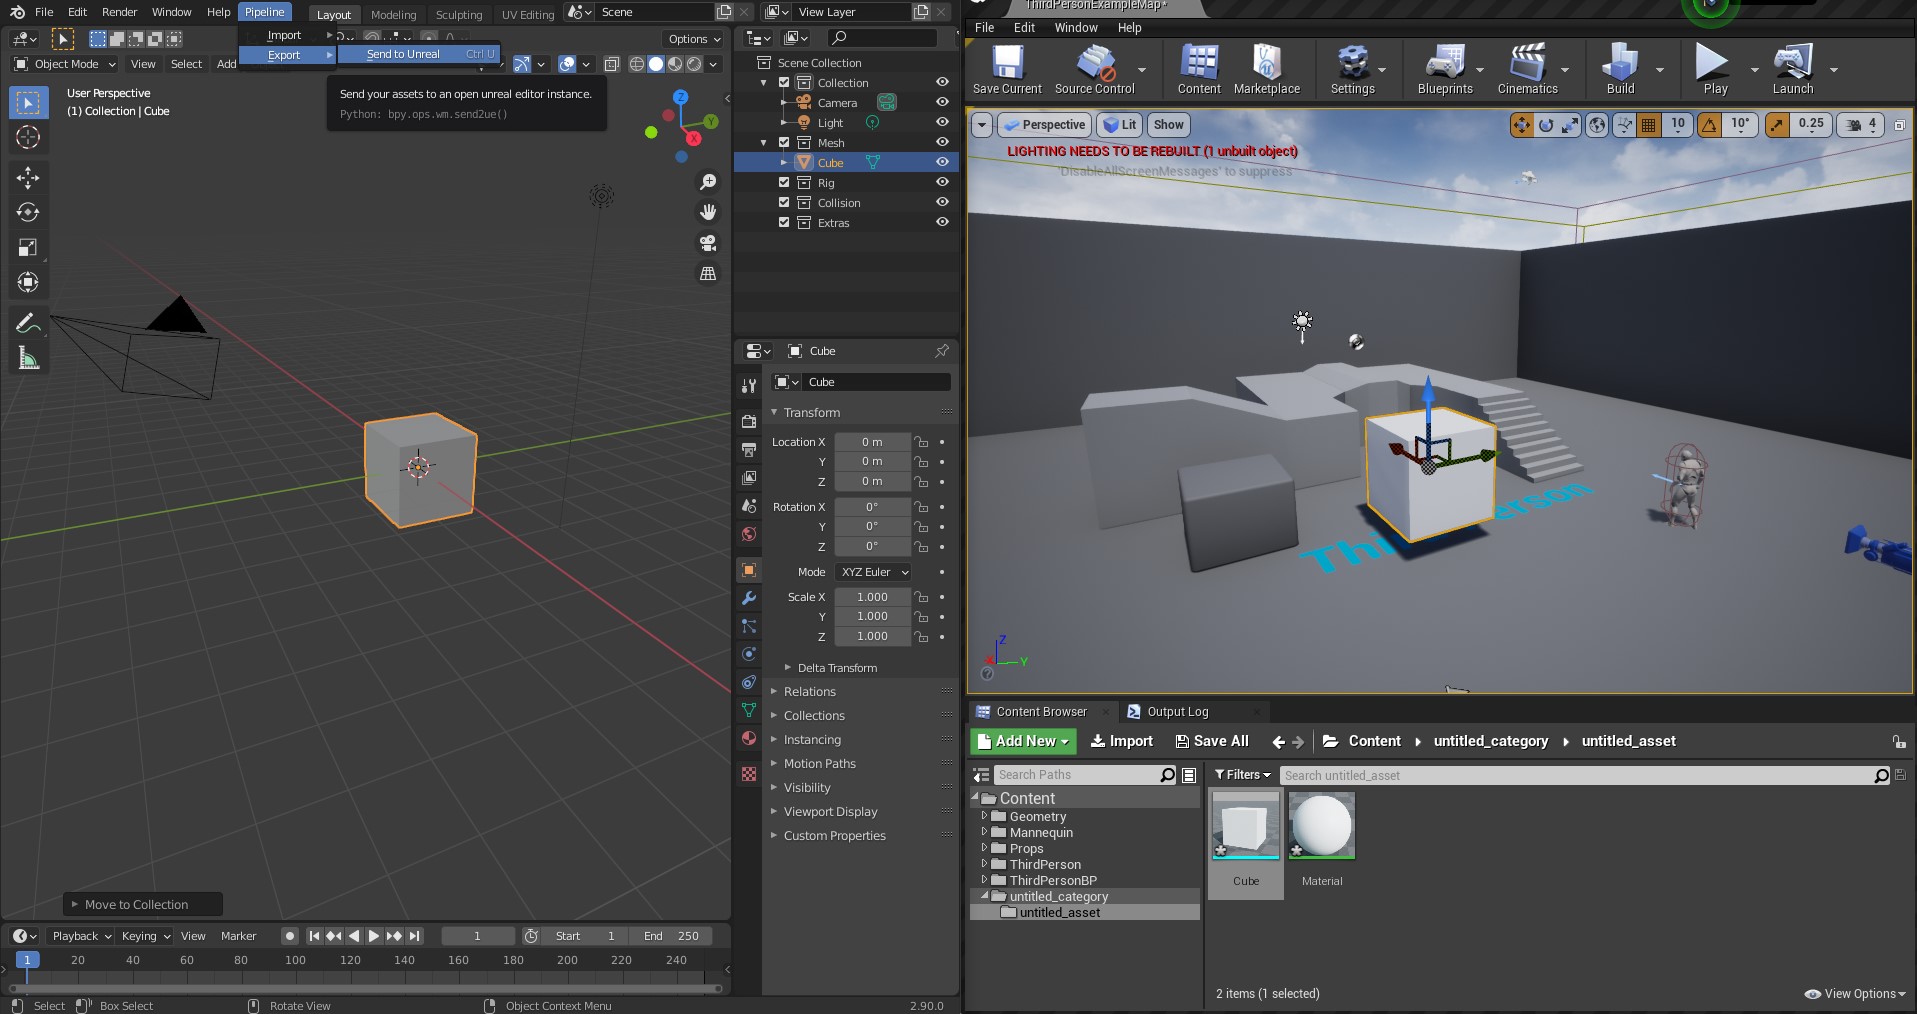 File Edit Render Window Help Pipeline Layout Modeling Sculpting UV Editing Scene View Layer
Import
Export
Send to Unreal Ctrl U
Send your assets to an open unreal editor instance.
Python: bpy.ops.wm.send2ue()
Options
Object Mode View Select Add
User Perspective
(1) Collection | Cube
Z
Y
X
Move to Collection
Playback Keying View Marker 1 Start 1 End 250
1 20 40 60 80 100 120 140 160 180 200 220 240
Select Box Select Rotate View Object Context Menu 2.90.0
Scene Collection
Collection
Camera
Light
Mesh
Cube
Rig
Collision
Extras
Cube
Cube
Transform
Location X 0 m
Y 0 m
Z 0 m
Rotation X 0°
Y 0°
Z 0°
Mode XYZ Euler
Scale X 1.000
Y 1.000
Z 1.000
Delta Transform
Relations
Collections
Instancing
Motion Paths
Visibility
Viewport Display
Custom Properties
ThirdPersonExampleMap*
File Edit Window Help
Save Current Source Control Content Marketplace Settings Blueprints Cinematics Build Play Launch
Perspective Lit Show 10 10° 0.25 4
LIGHTING NEEDS TO BE REBUILT (1 unbuilt object)
'DisableAllScreenMessages' to suppress
Thi erson
Z
X Y
Content Browser Output Log
Add New Import Save All Content untitled_category untitled_asset
Search Paths
Filters Search untitled_asset
Content
Geometry
Mannequin
Props
ThirdPerson
ThirdPersonBP
untitled_category
untitled_asset
Cube Material
2 items (1 selected) View Options